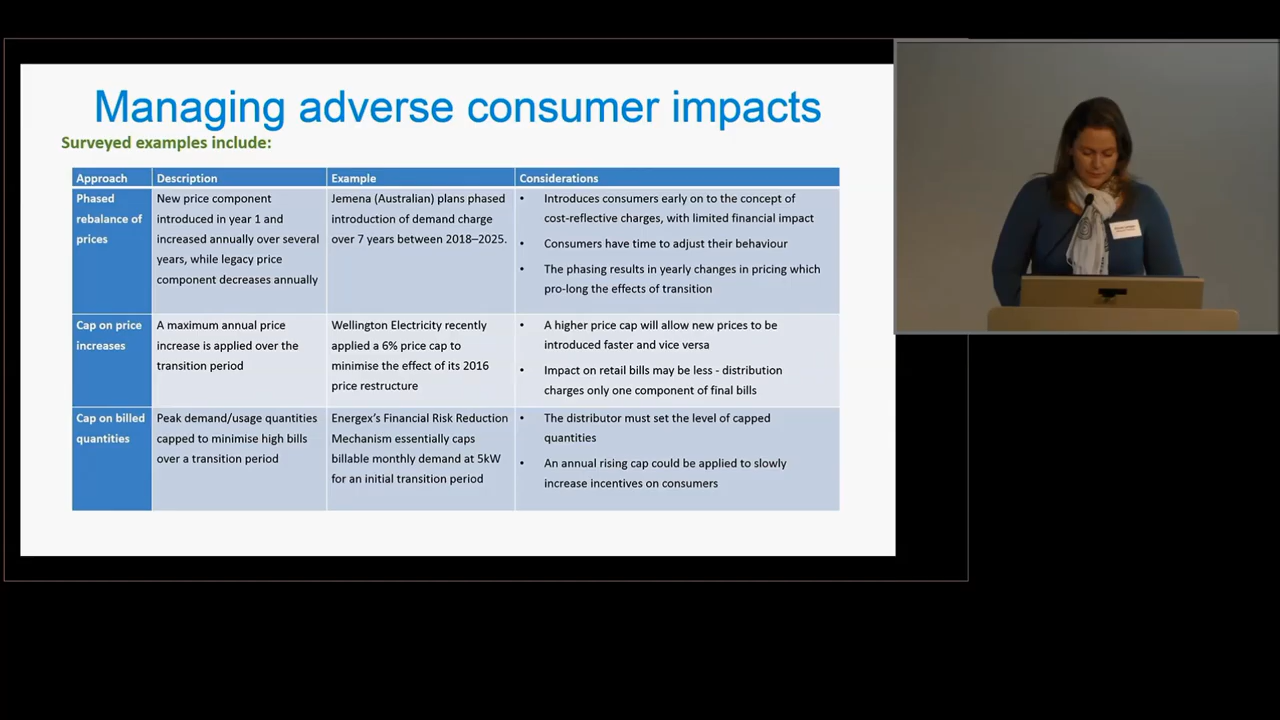 Managing adverse consumer impacts
Surveyed examples include:
Approach
Description
Example
Considerations
Phased
rebalance of
prices
New price component
introduced in year 1 and
increased annually over several
years, while legacy price
component decreases annually
Jemena (Australian) plans phased
introduction of demand charge
over 7 years between 2018–2025.
• Introduces consumers early on to the concept of
cost-reflective charges, with limited financial impact
• Consumers have time to adjust their behaviour
• The phasing results in yearly changes in pricing which
pro-long the effects of transition
Cap on price
increases
A maximum annual price
increase is applied over the
transition period
Wellington Electricity recently
applied a 6% price cap to
minimise the effect of its 2016
price restructure
• A higher price cap will allow new prices to be
introduced faster and vice versa
• Impact on retail bills may be less - distribution
charges only one component of final bills
Cap on billed
quantities
Peak demand/usage quantities
capped to minimise high bills
over a transition period
Energex's Financial Risk Reduction
Mechanism essentially caps
billable monthly demand at 5kW
for an initial transition period
• The distributor must set the level of capped
quantities
• An annual rising cap could be applied to slowly
increase incentives on consumers